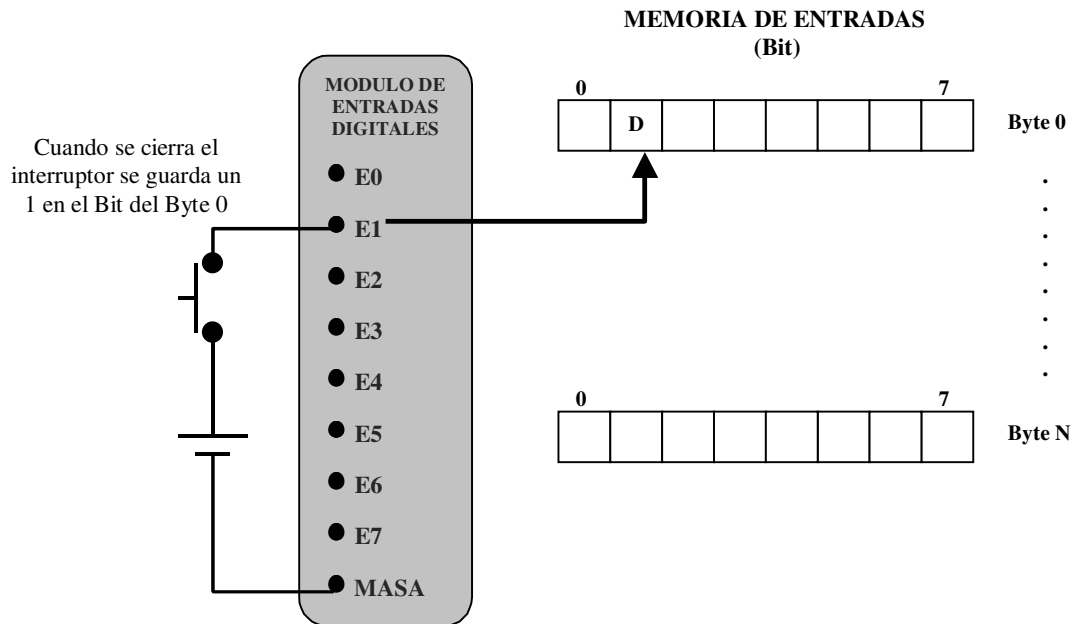 MEMORIA DE ENTRADAS
(Bit)
0 7
D
Byte 0
MODULO DE
ENTRADAS
DIGITALES
Cuando se cierra el
interruptor se guarda un
1 en el Bit del Byte 0
E0
E1
E2
E3
E4
E5
E6
E7
MASA
0 7
Byte N